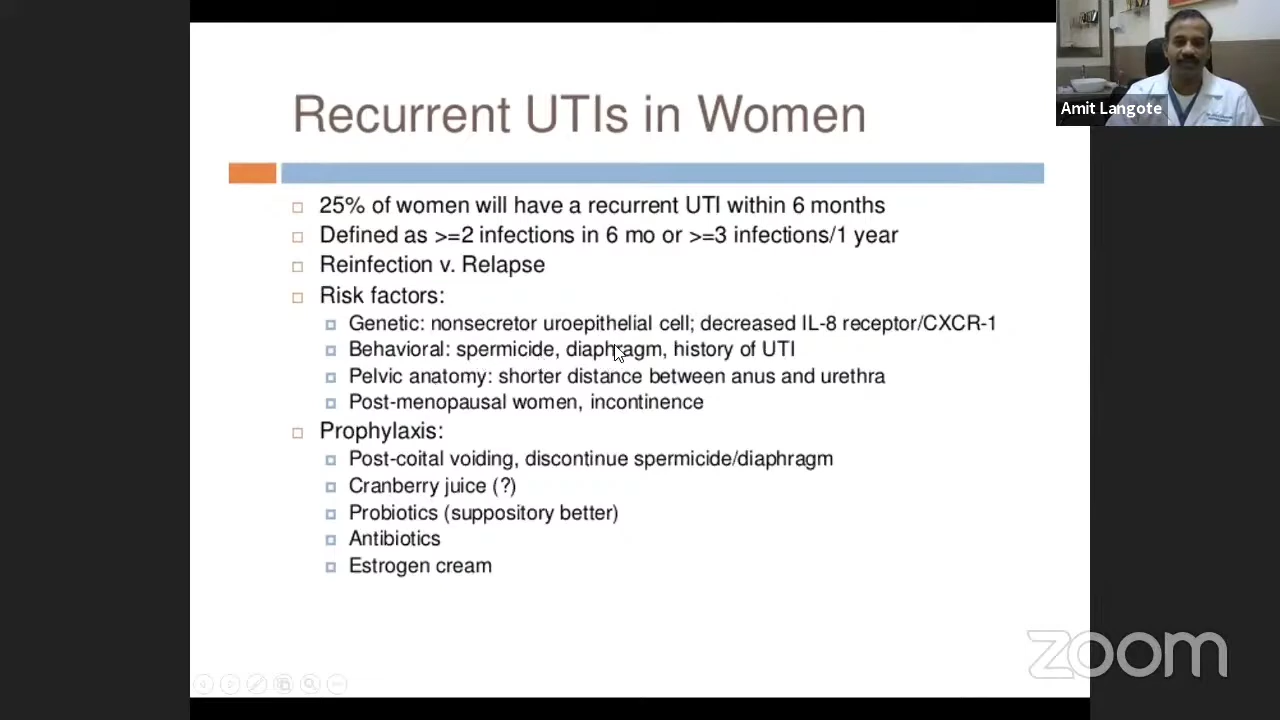 Recurrent UTIs in Women
Amit Langote
25% of women will have a recurrent UTI within 6 months
Defined as >=2 infections in 6 mo or >=3 infections/1 year
Reinfection v. Relapse
Risk factors:
Genetic: nonsecretor uroepithelial cell; decreased IL-8 receptor/CXCR-1
Behavioral: spermicide, diaphragm, history of UTI
Pelvic anatomy: shorter distance between anus and urethra
Post-menopausal women, incontinence
Prophylaxis:
Post-coital voiding, discontinue spermicide/diaphragm
Cranberry juice (?)
Probiotics (suppository better)
Antibiotics
Estrogen cream
zoom